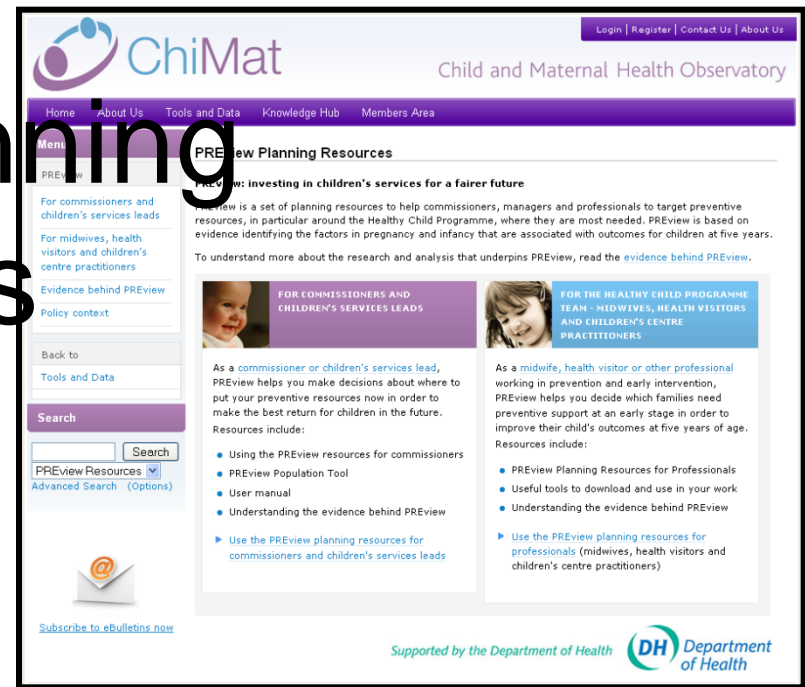 ChiMat
Login | Register | Contact Us | About Us
Child and Maternal Health Observatory
Home About Us Tools and Data Knowledge Hub Members Area
Menu
PREview
For commissioners and
children's services leads
For midwives, health
visitors and children's
centre practitioners
Evidence behind PREview
Policy context
Back to
Tools and Data
Search
Search
PREview Resources
Advanced Search (Options)
Subscribe to eBulletins now
PREview Planning Resources
PREview: investing in children's services for a fairer future
PREview is a set of planning resources to help commissioners, managers and professionals to target preventive
resources, in particular around the Healthy Child Programme, where they are most needed. PREview is based on
evidence identifying the factors in pregnancy and infancy that are associated with outcomes for children at five years.
To understand more about the research and analysis that underpins PREview, read the evidence behind PREview.
FOR COMMISSIONERS AND
CHILDREN'S SERVICES LEADS
As a commissioner or children's services lead,
PREview helps you make decisions about where to
put your preventive resources now in order to
make the best return for children in the future.
Resources include:
Using the PREview resources for commissioners
PREview Population Tool
User manual
Understanding the evidence behind PREview
Use the PREview planning resources for
commissioners and children's services leads
FOR THE HEALTHY CHILD PROGRAMME
TEAM - MIDWIVES, HEALTH VISITORS
AND CHILDREN'S CENTRE
PRACTITIONERS
As a midwife, health visitor or other professional
working in prevention and early intervention,
PREview helps you decide which families need
preventive support at an early stage in order to
improve their child's outcomes at five years of age.
Resources include:
PREview Planning Resources for Professionals
Useful tools to download and use in your work
Understanding the evidence behind PREview
Use the PREview planning resources for
professionals (midwives, health visitors and
children's centre practitioners)
Supported by the Department of Health
DH Department
of Health